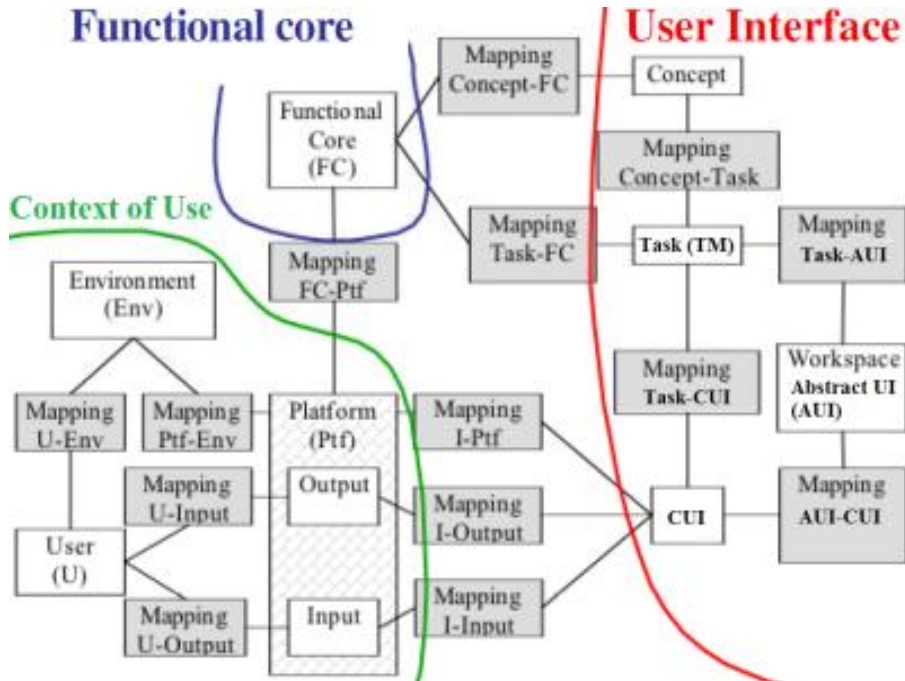 Functional core
User Interface
Mapping
Concept-FC
Concept
Functional
Core
(FC)
Mapping
Concept-Task
Context of Use
Mapping
Task-FC
Task (TM)
Mapping
Task-AUI
Mapping
FC-Ptf
Environment
(Env)
Mapping
Task-CUI
Workspace
Abstract UI
(AUI)
Mapping
U-Env
Mapping
Ptf-Env
Platform
(Ptf)
Mapping
I-Ptf
Mapping
U-Input
Output
Mapping
I-Output
CUI
Mapping
AUI-CUI
User
(U)
Mapping
U-Output
Input
Mapping
I-Input